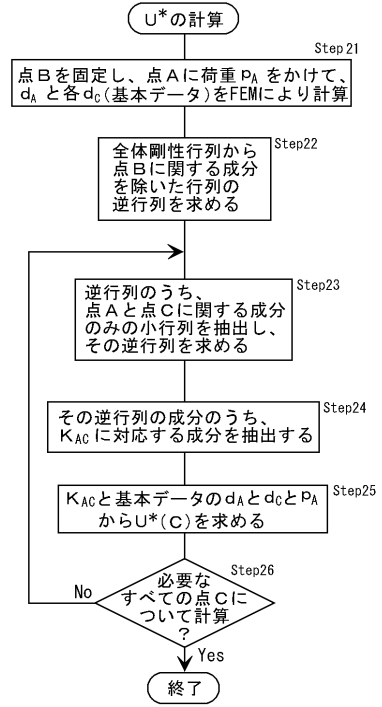 U*の計算
Step21
点Bを固定し、点Aに荷重pAをかけて、
dAと各dC(基本データ)をFEMにより計算
Step22
全体剛性行列から
点Bに関する成分
を除いた行列の
逆行列を求める
Step23
逆行列のうち、
点Aと点Cに関する成分
のみの小行列を抽出し、
その逆行列を求める
Step24
その逆行列の成分のうち、
KACに対応する成分を抽出する
Step25
KACと基本データのdAとdCとpA
からU*(C)を求める
Step26
必要な
すべての点Cに
ついて計算
?
No
Yes
終了